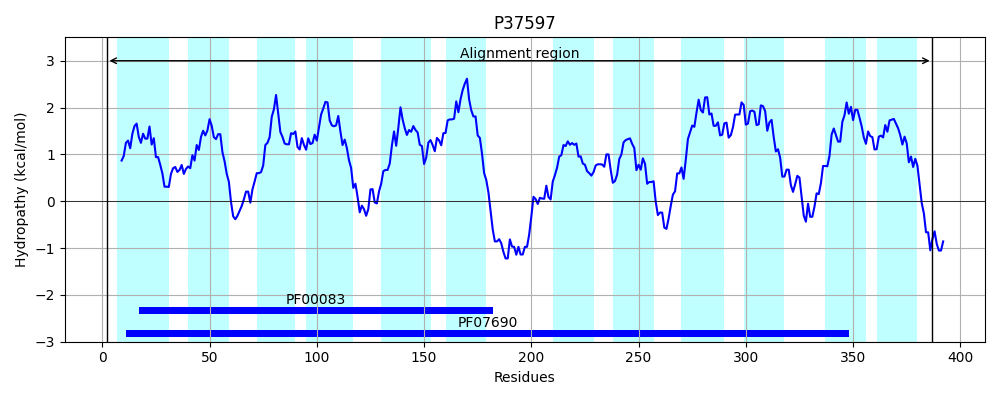 P37597
Alignment region
Hydropathy (kcal/mol)
3
2
1
0
−1
−2
−3
PF00083
PF07690
0 50 100 150 200 250 300 350 400
Residues